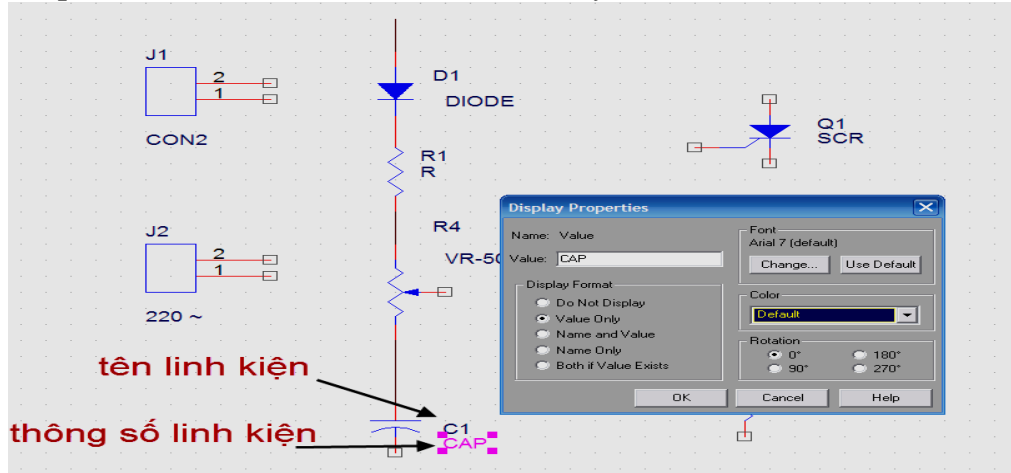 J1
2
1
CON2
D1
DIODE
Q1
SCR
R1
R
J2
2
1
220 ~
R4
VR-50
Display Properties
Name: Value
Value: CAP
Display Format
Do Not Display
Value Only
Name and Value
Name Only
Both if Value Exists
Font
Arial 7 (default)
Change... Use Default
Color
Default
Rotation
0° 180°
90° 270°
OK Cancel Help
tên linh kiện
thông số linh kiện
C1
CAP